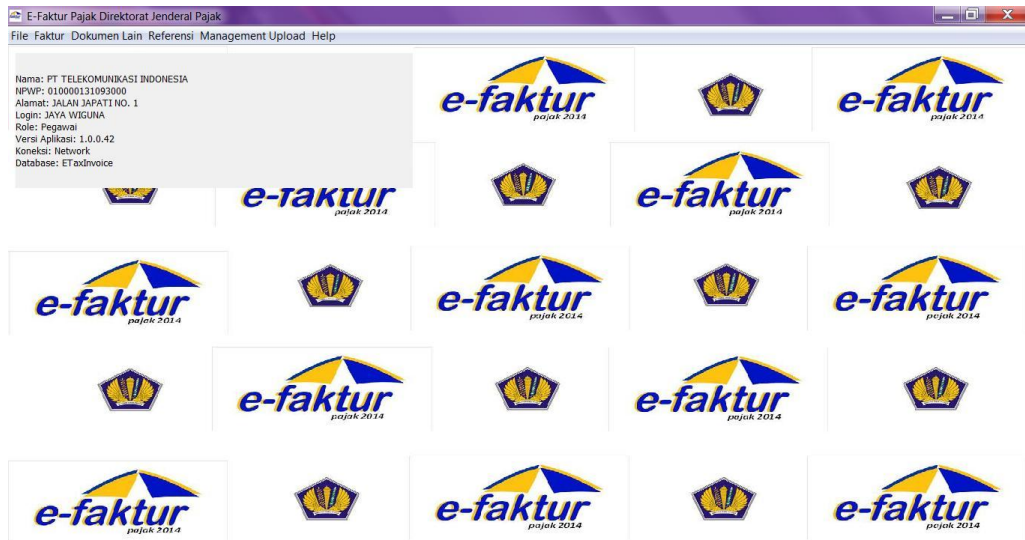 E-Faktur Pajak Direktorat Jenderal Pajak
File Faktur Dokumen Lain Referensi Management Upload Help
Nama: PT TELEKOMUNIKASI INDONESIA
NPWP: 010000131093000
Alamat: JALAN JAPATI NO. 1
Login: JAYA WIGUNA
Role: Pegawai
Versi Aplikasi: 1.0.0.42
Koneksi: Network
Database: ETaxInvoice
e-faktur
pajak 2014
e-faktur
pajak 2014
e-faktur
pajak 2014
e-faktur
pajak 2014
e-faktur
pajak 2014
e-faktur
pajak 2014
e-faktur
pajak 2014
e-faktur
pajak 2014
e-faktur
pajak 2014
e-faktur
pajak 2014
e-faktur
pajak 2014
e-faktur
pajak 2014